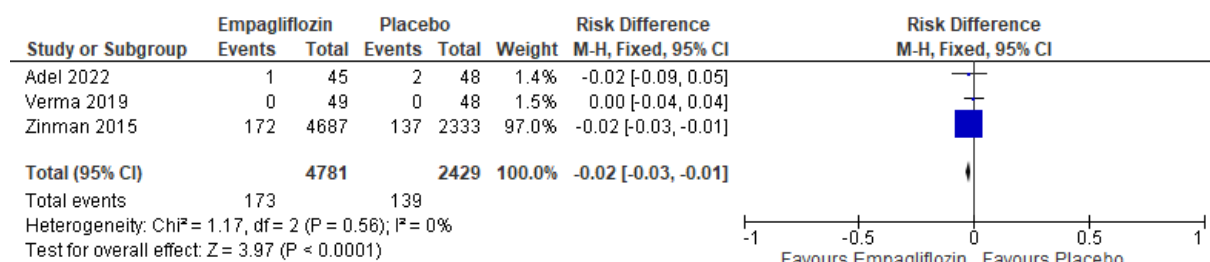 Empagliflozin Placebo Risk Difference Risk Difference
Study or Subgroup Events Total Events Total Weight M-H, Fixed, 95% CI M-H, Fixed, 95% CI
Adel 2022 1 45 2 48 1.4% -0.02 [-0.09, 0.05]
Verma 2019 0 49 0 48 1.5% 0.00 [-0.04, 0.04]
Zinman 2015 172 4687 137 2333 97.0% -0.02 [-0.03, -0.01]
Total (95% CI) 4781 2429 100.0% -0.02 [-0.03, -0.01]
Total events 173 139
Heterogeneity: Chi² = 1.17, df = 2 (P = 0.56); I² = 0%
Test for overall effect: Z = 3.97 (P < 0.0001)
-1 -0.5 0 0.5 1
Favours Empagliflozin Favours Placebo